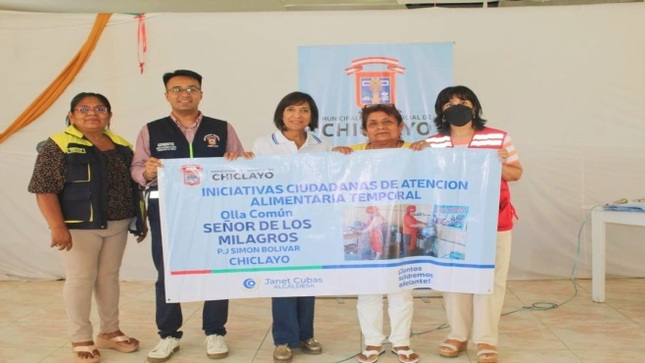 CHICLAYO
CHICLAYO
INICIATIVAS CIUDADANAS DE ATENCION
ALIMENTARIA TEMPORAL
Olla Común
SEÑOR DE LOS
MILAGROS
P.J SIMON BOLIVAR
CHICLAYO
Janet Cubas
ALCALDESA
¡Juntos
saldremos
adelante!